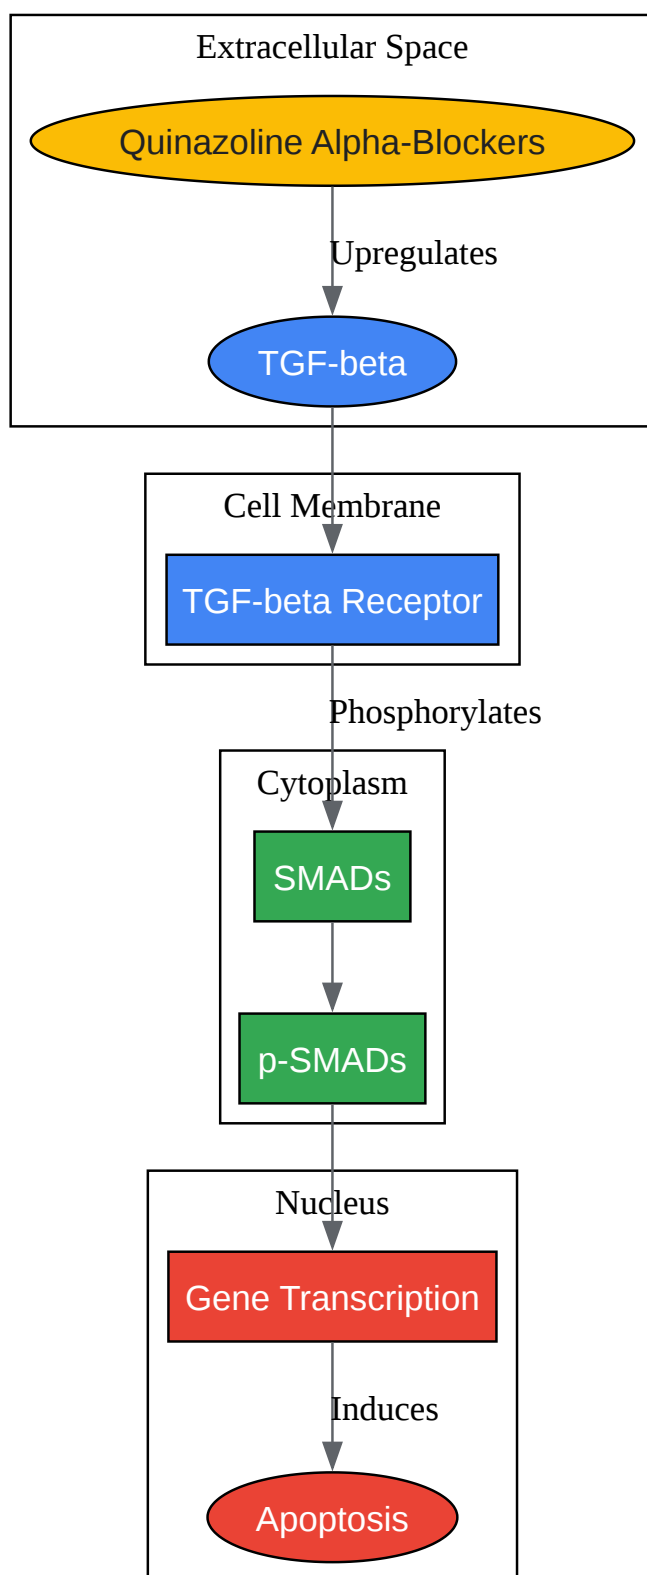 Extracellular Space
Quinazoline Alpha-Blockers
Upregulates
TGF-beta
Cell Membrane
TGF-beta Receptor
Phosphorylates
Cytoplasm
SMADs
p-SMADs
Nucleus
Gene Transcription
Induces
Apoptosis